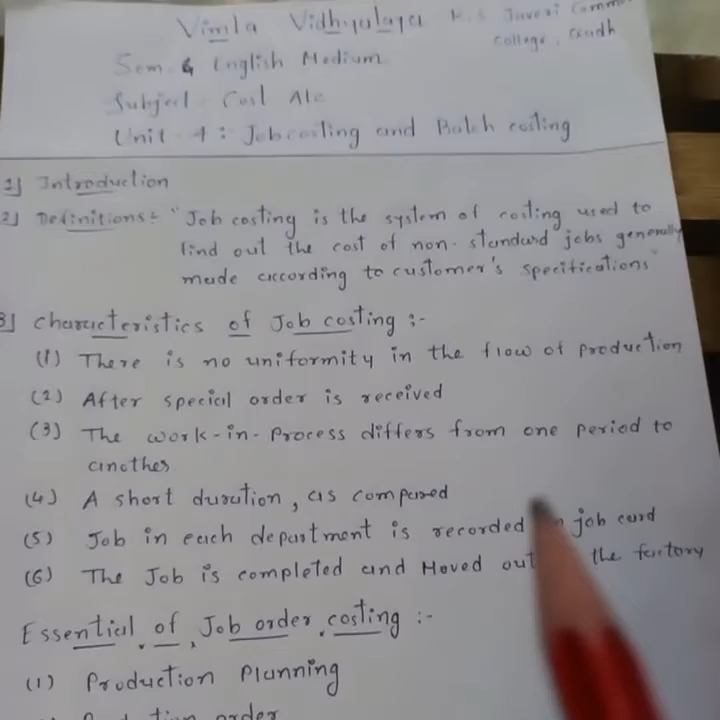 Vimla Vidhyalaya K.S Javeri Comm
College, 
Sem. 4 English Medium
Subject - Cost A/c
Unit - 4 : Job costing and Batch costing
1] Introduction
2] Definitions :- "Job costing is the system of costing used to
find out the cost of non-standard jobs generally
made according to customer's specifications"
3] Characteristics of Job costing :-
(1) There is no uniformity in the flow of production
(2) After special order is received
(3) The work-in-process differs from one period to
another
(4) A short duration, as compared
(5) Job in each department is recorded job card
(6) The Job is completed and Moved out the factory
Essential of Job order costing :-
(1) Production Planning
order